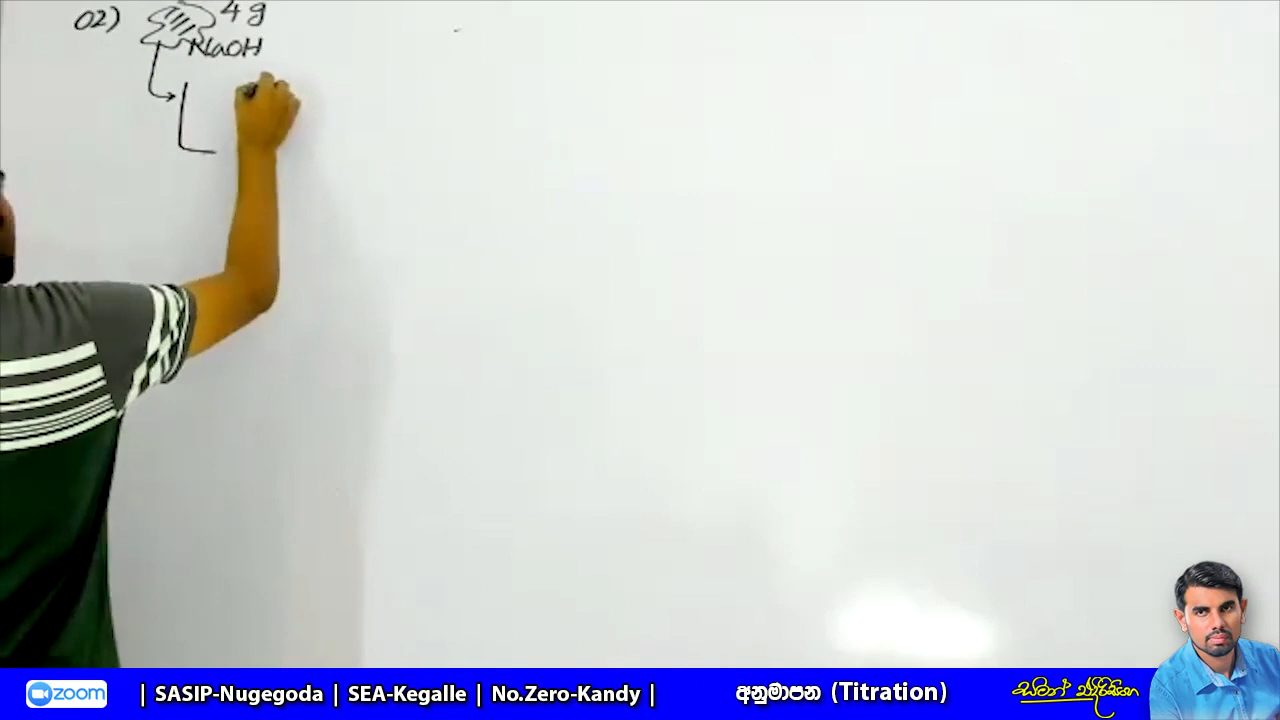 02) 4 g
NaOH
zoom | SASIP-Nugegoda | SEA-Kegalle | No.Zero-Kandy | අනුමාපන (Titration)